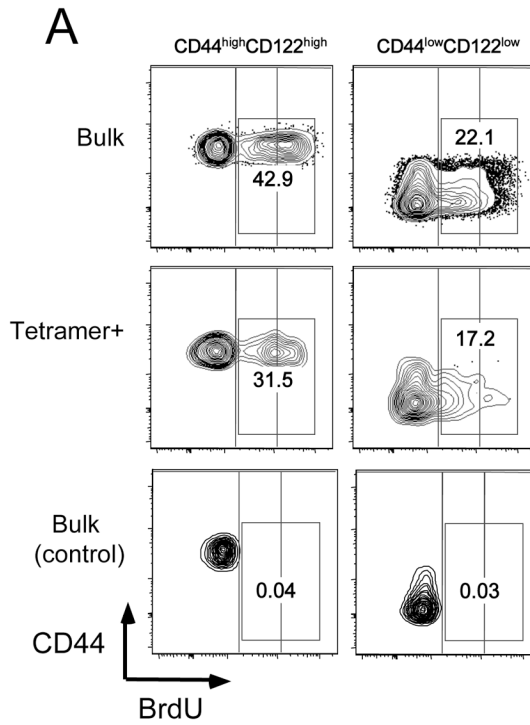 A
CD44highCD122high CD44lowCD122low
Bulk
42.9
22.1
Tetramer+
31.5
17.2
Bulk
(control)
0.04
0.03
CD44
BrdU